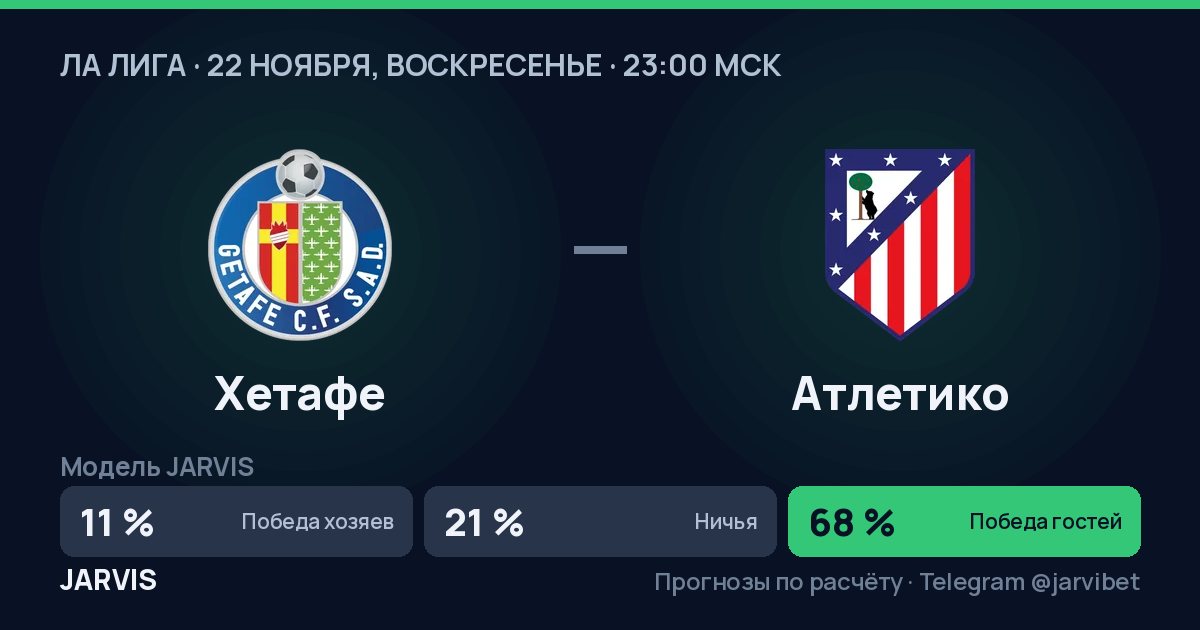 ЛА ЛИГА · 22 НОЯБРЯ, ВОСКРЕСЕНЬЕ · 23:00 МСК
GETAFE C.F. S.A.D.
Хетафе
Атлетико
Модель JARVIS
11 % Победа хозяев
21 % Ничья
68 % Победа гостей
JARVIS
Прогнозы по расчёту · Telegram @jarvibet